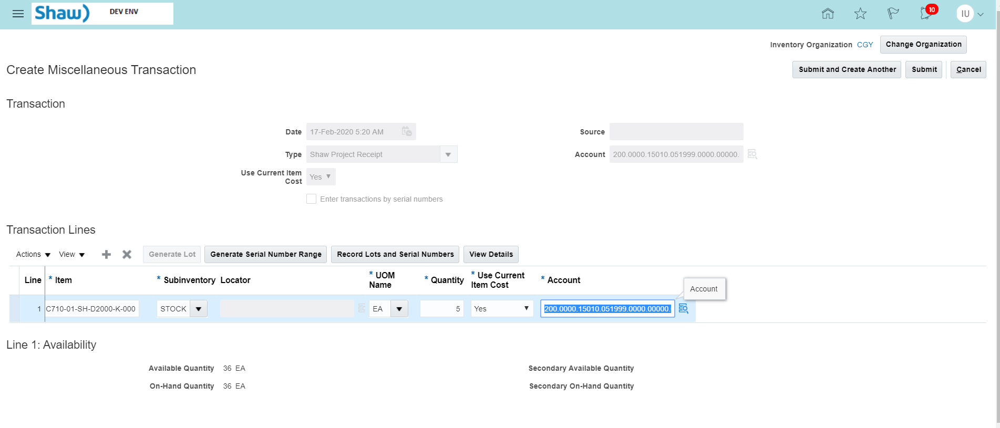 Shaw) DEV ENV
10
IU
Inventory Organization CGY Change Organization
Create Miscellaneous Transaction
Submit and Create Another Submit Cancel
Transaction
Date 17-Feb-2020 5:20 AM Source
Type Shaw Project Receipt Account 200.0000.15010.051999.0000.00000.
Use Current Item
Cost Yes
Enter transactions by serial numbers
Transaction Lines
Actions View Generate Lot Generate Serial Number Range Record Lots and Serial Numbers View Details
Line * Item * Subinventory Locator * UOM Name * Quantity * Use Current Item Cost * Account
Account
1 C710-01-SH-D2000-K-000 STOCK EA 5 Yes 200.0000.15010.051999.0000.00000.
Line 1: Availability
Available Quantity 36 EA Secondary Available Quantity
On-Hand Quantity 36 EA Secondary On-Hand Quantity